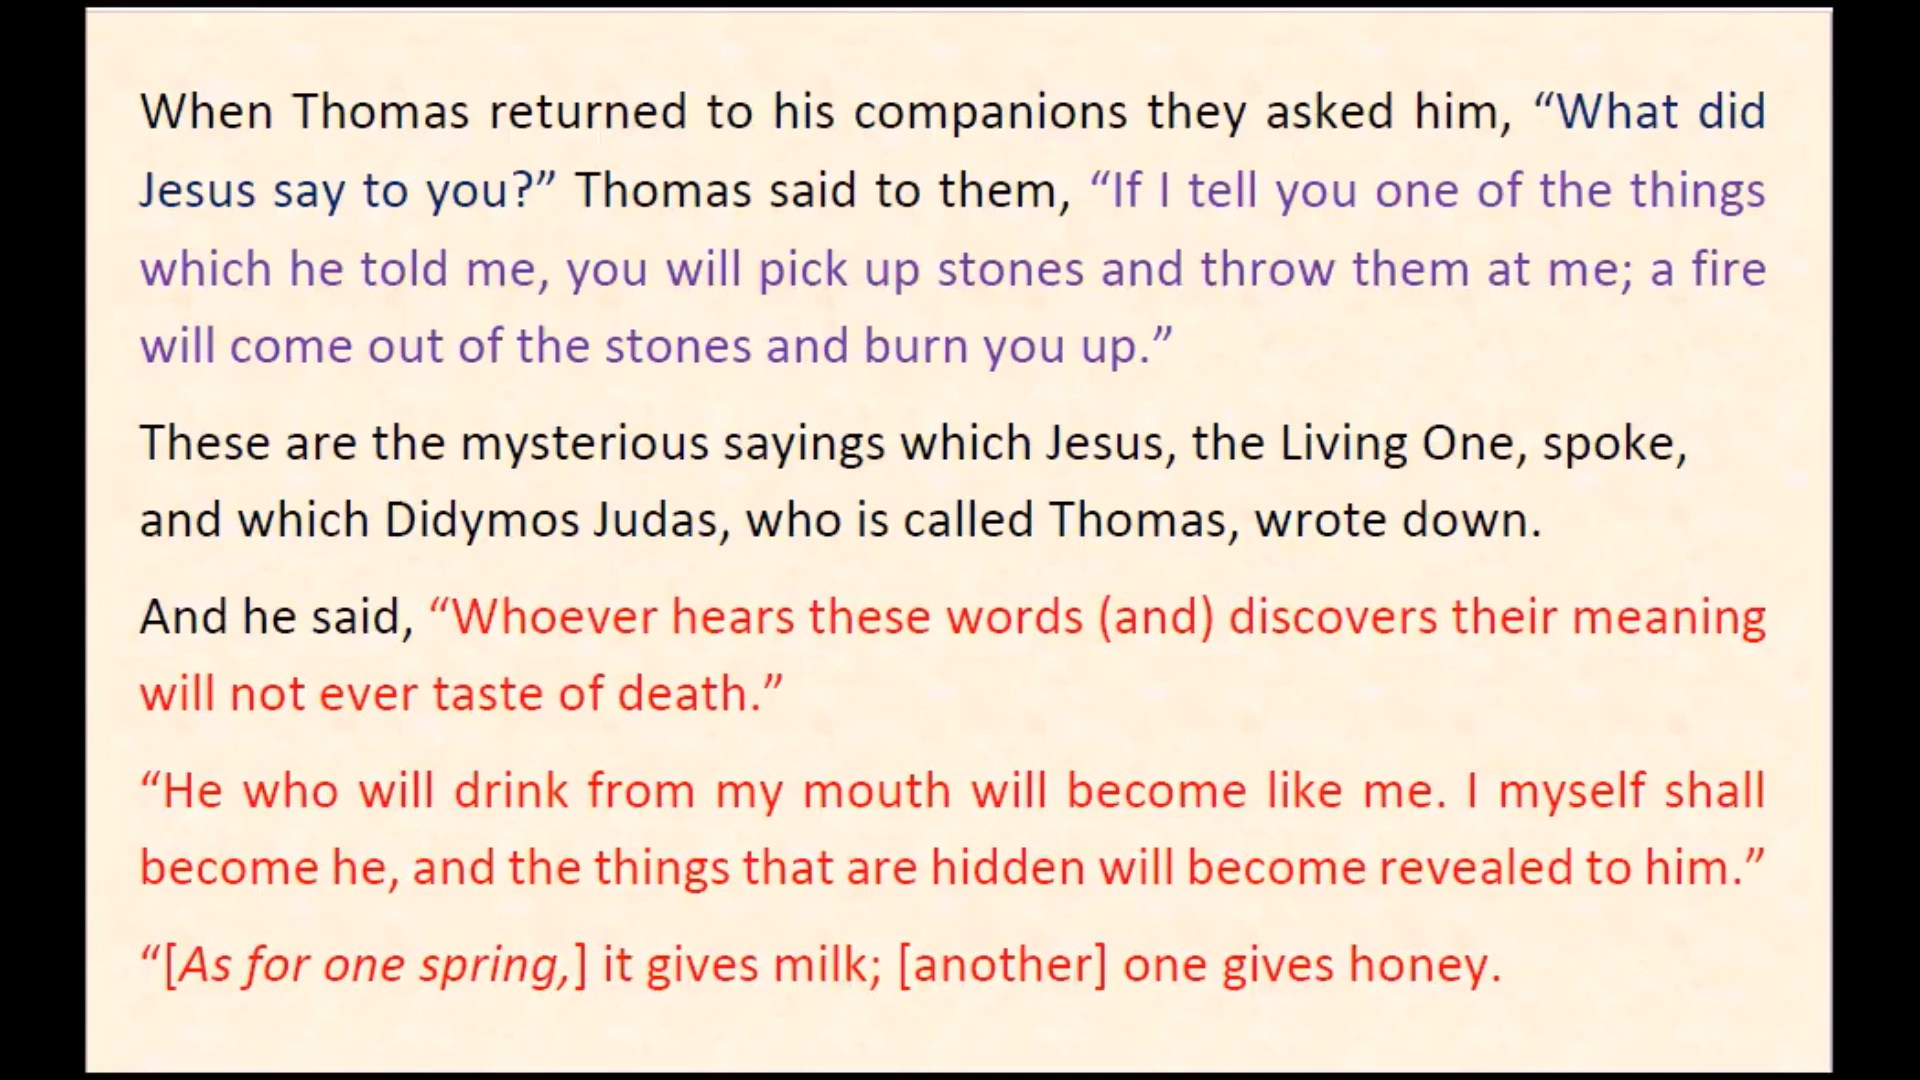 When Thomas returned to his companions they asked him, “What did
Jesus say to you?” Thomas said to them, “If I tell you one of the things
which he told me, you will pick up stones and throw them at me; a fire
will come out of the stones and burn you up.”
These are the mysterious sayings which Jesus, the Living One, spoke,
and which Didymos Judas, who is called Thomas, wrote down.
And he said, “Whoever hears these words (and) discovers their meaning
will not ever taste of death.”
“He who will drink from my mouth will become like me. I myself shall
become he, and the things that are hidden will become revealed to him.”
“[As for one spring,] it gives milk; [another] one gives honey.